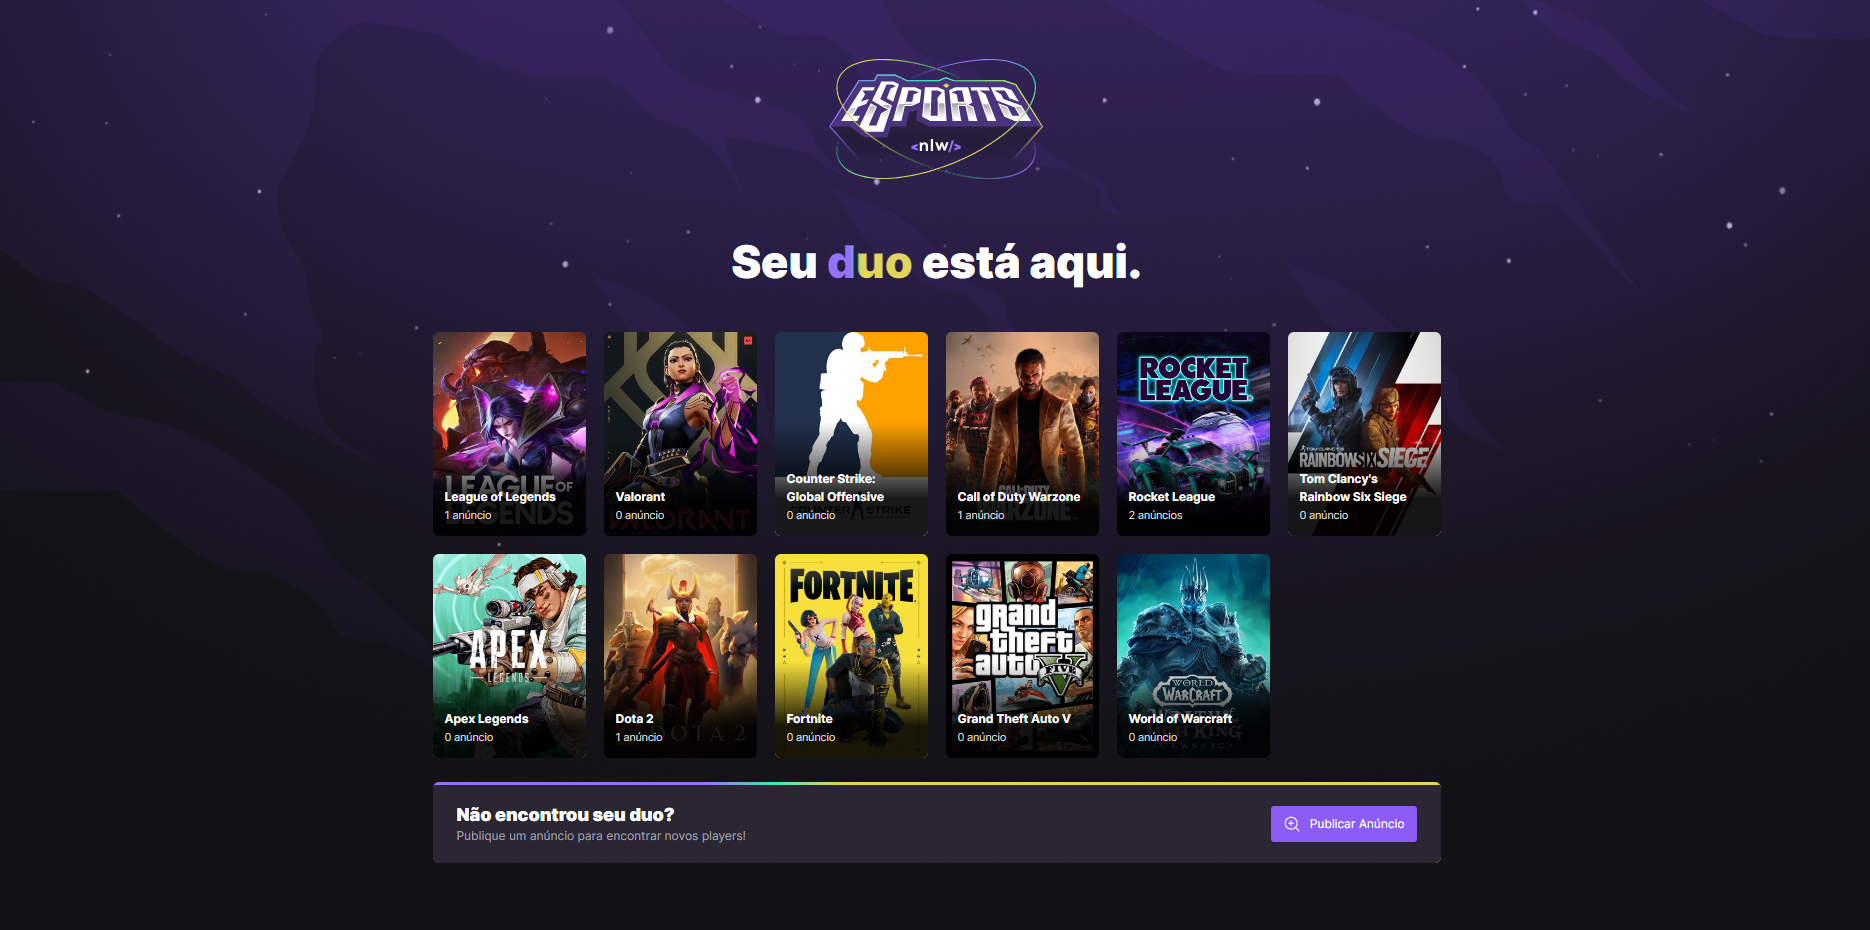 ESPORTS
<nlw/>
Seu duo está aqui.
LEAGUE OF
LEGENDS
League of Legends
1 anúncio
VALORANT
Valorant
0 anúncio
Counter Strike:
Global Offensive
COUNTER STRIKE
0 anúncio
CALL OF DUTY
WARZONE
Call of Duty Warzone
1 anúncio
ROCKET
LEAGUE
Rocket League
2 anúncios
TOM CLANCY'S
RAINBOW SIX SIEGE
Tom Clancy's
Rainbow Six Siege
0 anúncio
APEX
LEGENDS
Apex Legends
0 anúncio
Dota 2
1 anúncio
DOTA 2
FORTNITE
Fortnite
0 anúncio
grand
theft
auto V
FIVE
Grand Theft Auto V
0 anúncio
WORLD
WARCRAFT
World of Warcraft
0 anúncio
CLASSIC
Não encontrou seu duo?
Publique um anúncio para encontrar novos players!
Publicar Anúncio